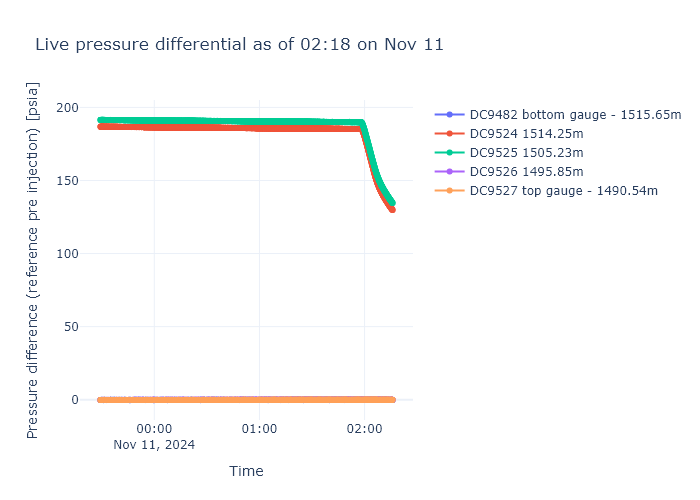 Live pressure differential as of 02:18 on Nov 11
Pressure difference (reference pre injection) [psia]
200
150
100
50
0
00:00
Nov 11, 2024
01:00
02:00
Time
DC9482 bottom gauge - 1515.65m
DC9524 1514.25m
DC9525 1505.23m
DC9526 1495.85m
DC9527 top gauge - 1490.54m